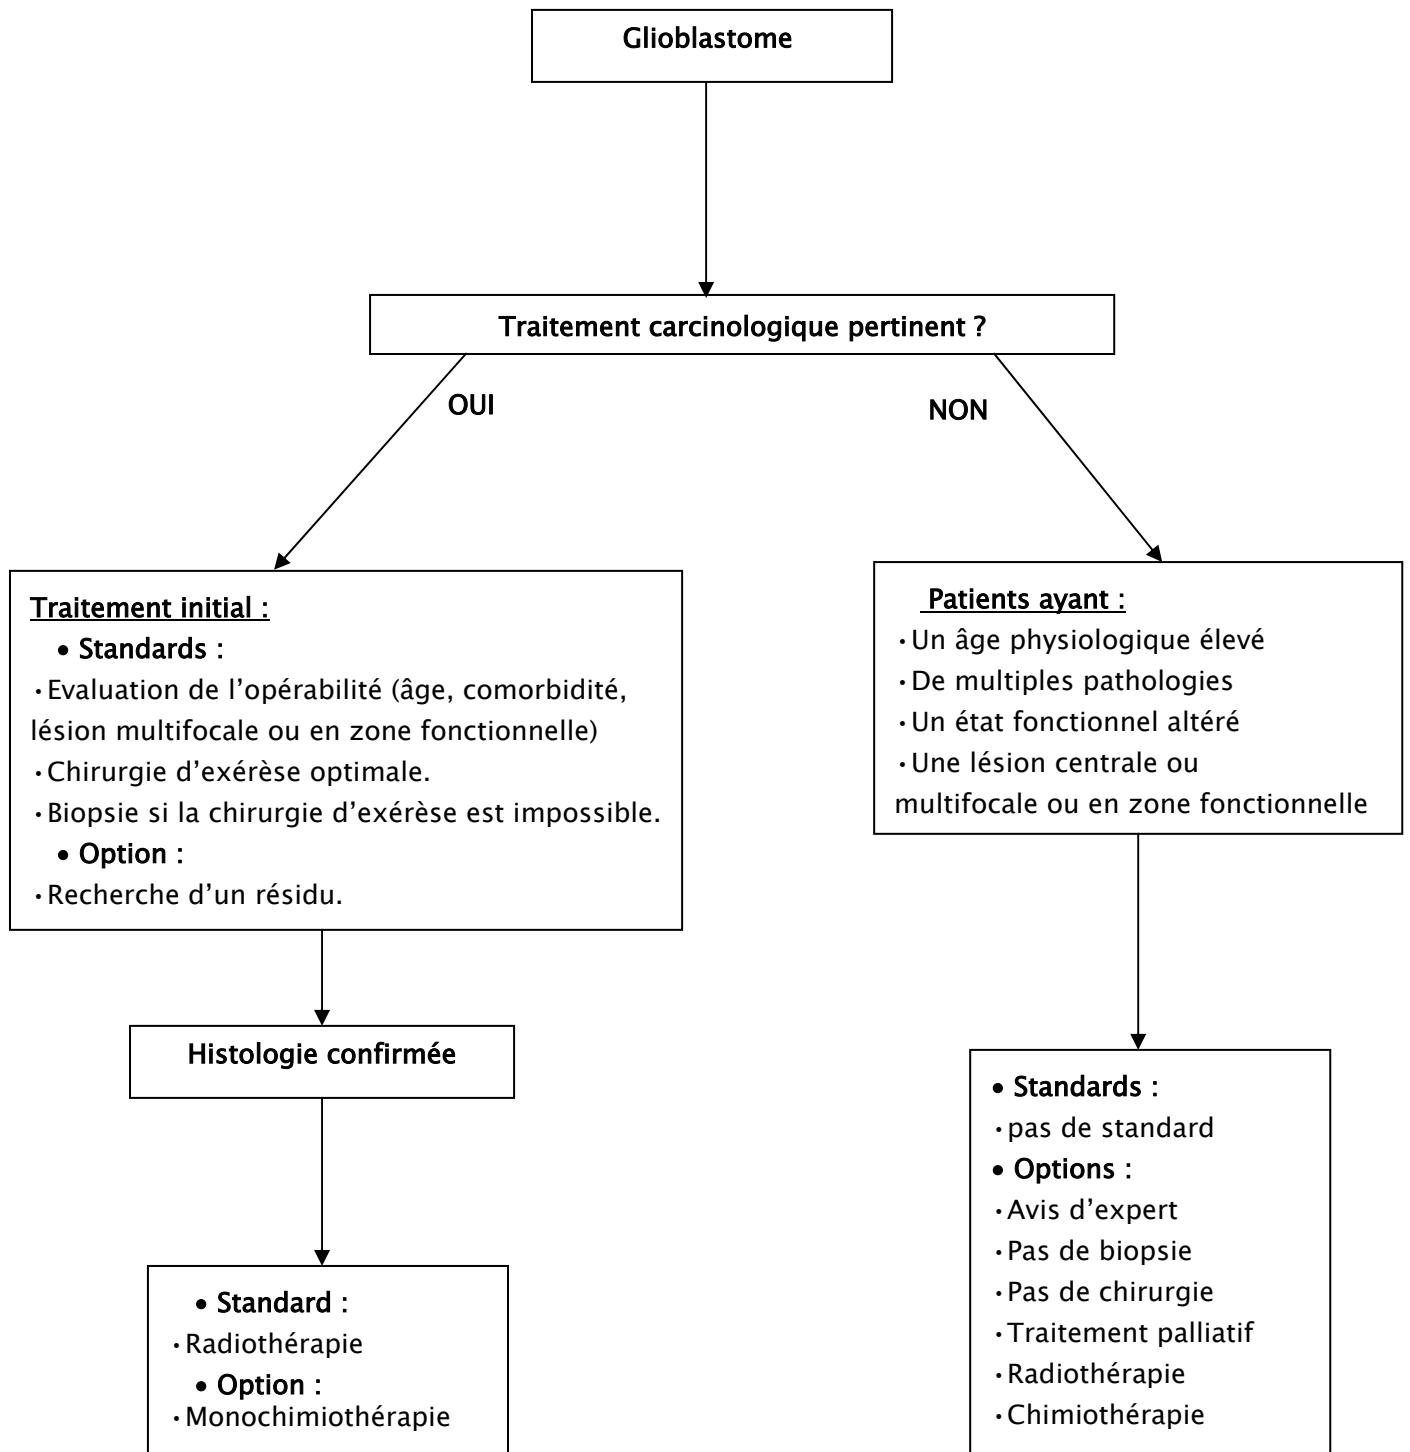 Glioblastome
Traitement carcinologique pertinent ?
OUI
NON
Traitement initial :
• Standards :
·Evaluation de l'opérabilité (âge, comorbidité,
lésion multifocale ou en zone fonctionnelle)
·Chirurgie d'exérèse optimale.
·Biopsie si la chirurgie d'exérèse est impossible.
• Option :
·Recherche d'un résidu.
Patients ayant :
·Un âge physiologique élevé
·De multiples pathologies
·Un état fonctionnel altéré
·Une lésion centrale ou
multifocale ou en zone fonctionnelle
Histologie confirmée
• Standard :
·Radiothérapie
• Option :
·Monochimiothérapie
• Standards :
·pas de standard
• Options :
·Avis d'expert
·Pas de biopsie
·Pas de chirurgie
·Traitement palliatif
·Radiothérapie
·Chimiothérapie